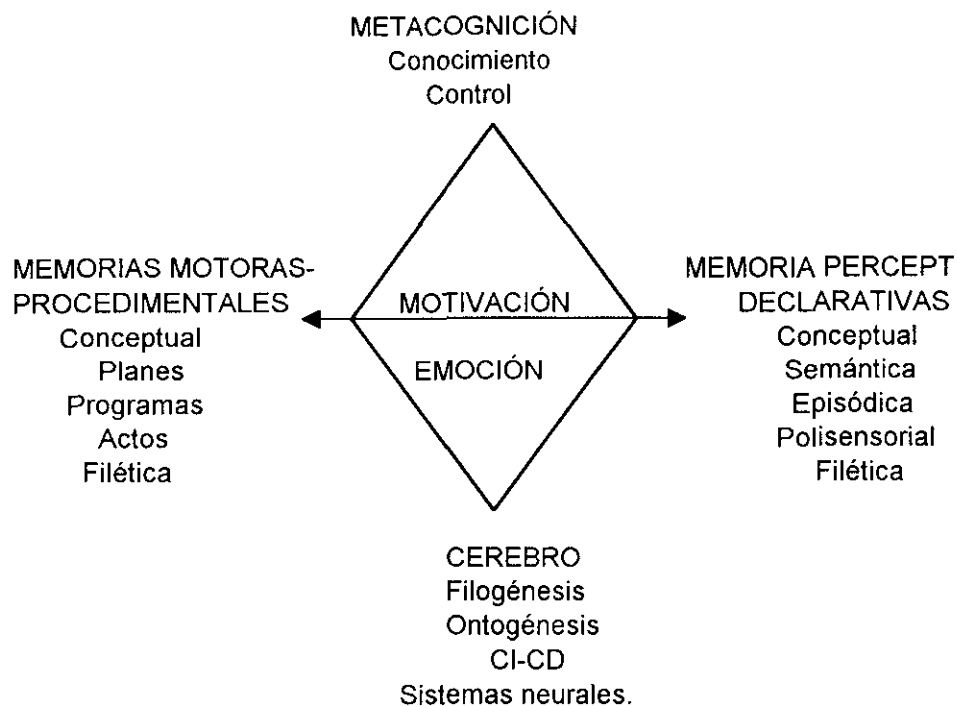 METACOGNICIÓN
Conocimiento
Control
MEMORIAS MOTORAS-
PROCEDIMENTALES
Conceptual
Planes
Programas
Actos
Filética
MOTIVACIÓN
EMOCIÓN
MEMORIA PERCEPT
DECLARATIVAS
Conceptual
Semántica
Episódica
Polisensorial
Filética
CEREBRO
Filogénesis
Ontogénesis
CI-CD
Sistemas neurales.